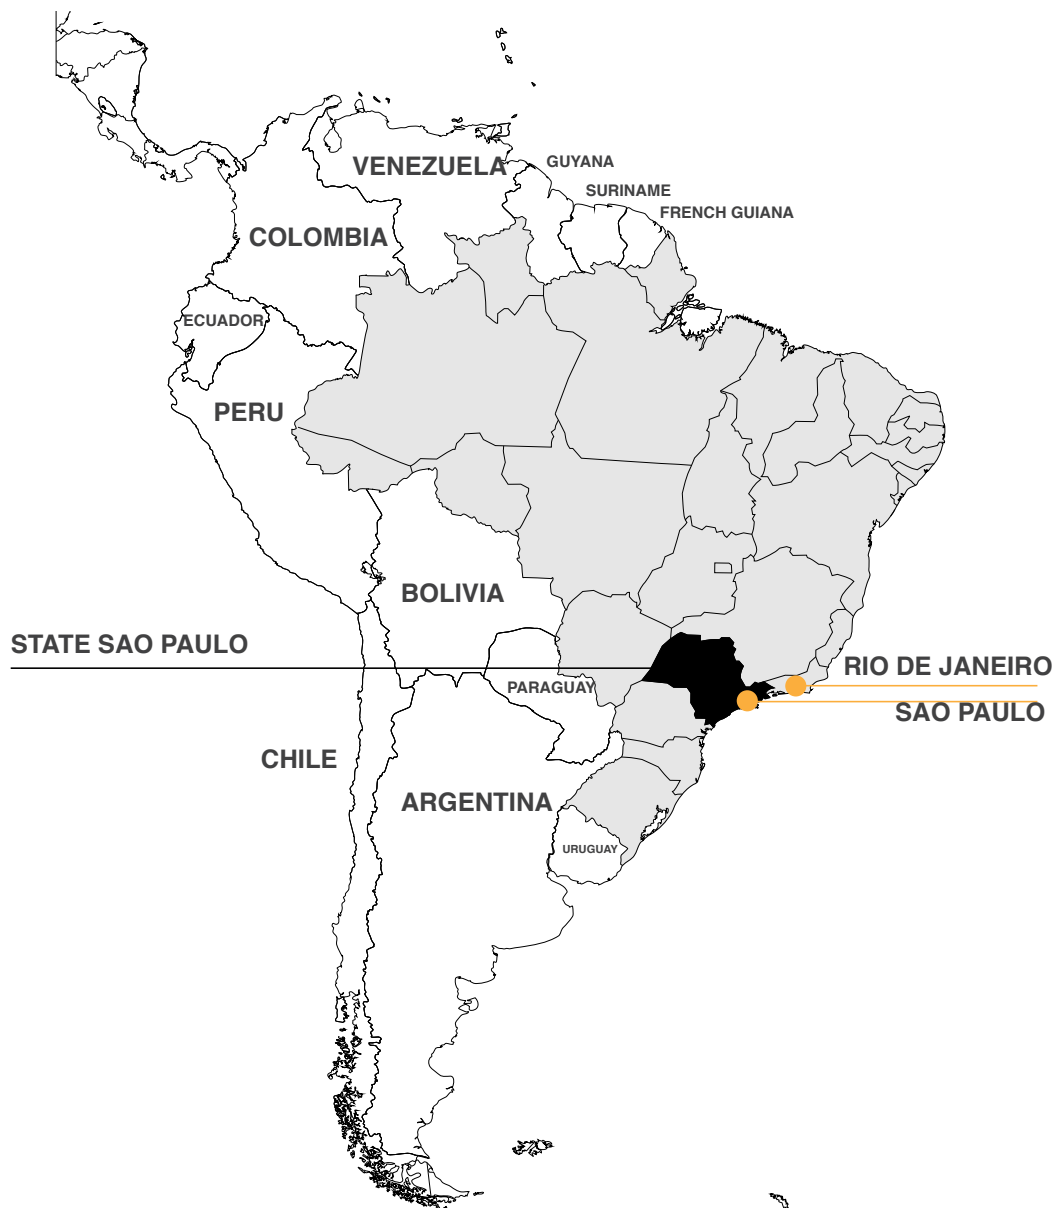 VENEZUELA
GUYANA
SURINAME
FRENCH GUIANA
COLOMBIA
ECUADOR
PERU
BOLIVIA
STATE SAO PAULO
RIO DE JANEIRO
PARAGUAY
SAO PAULO
CHILE
ARGENTINA
URUGUAY